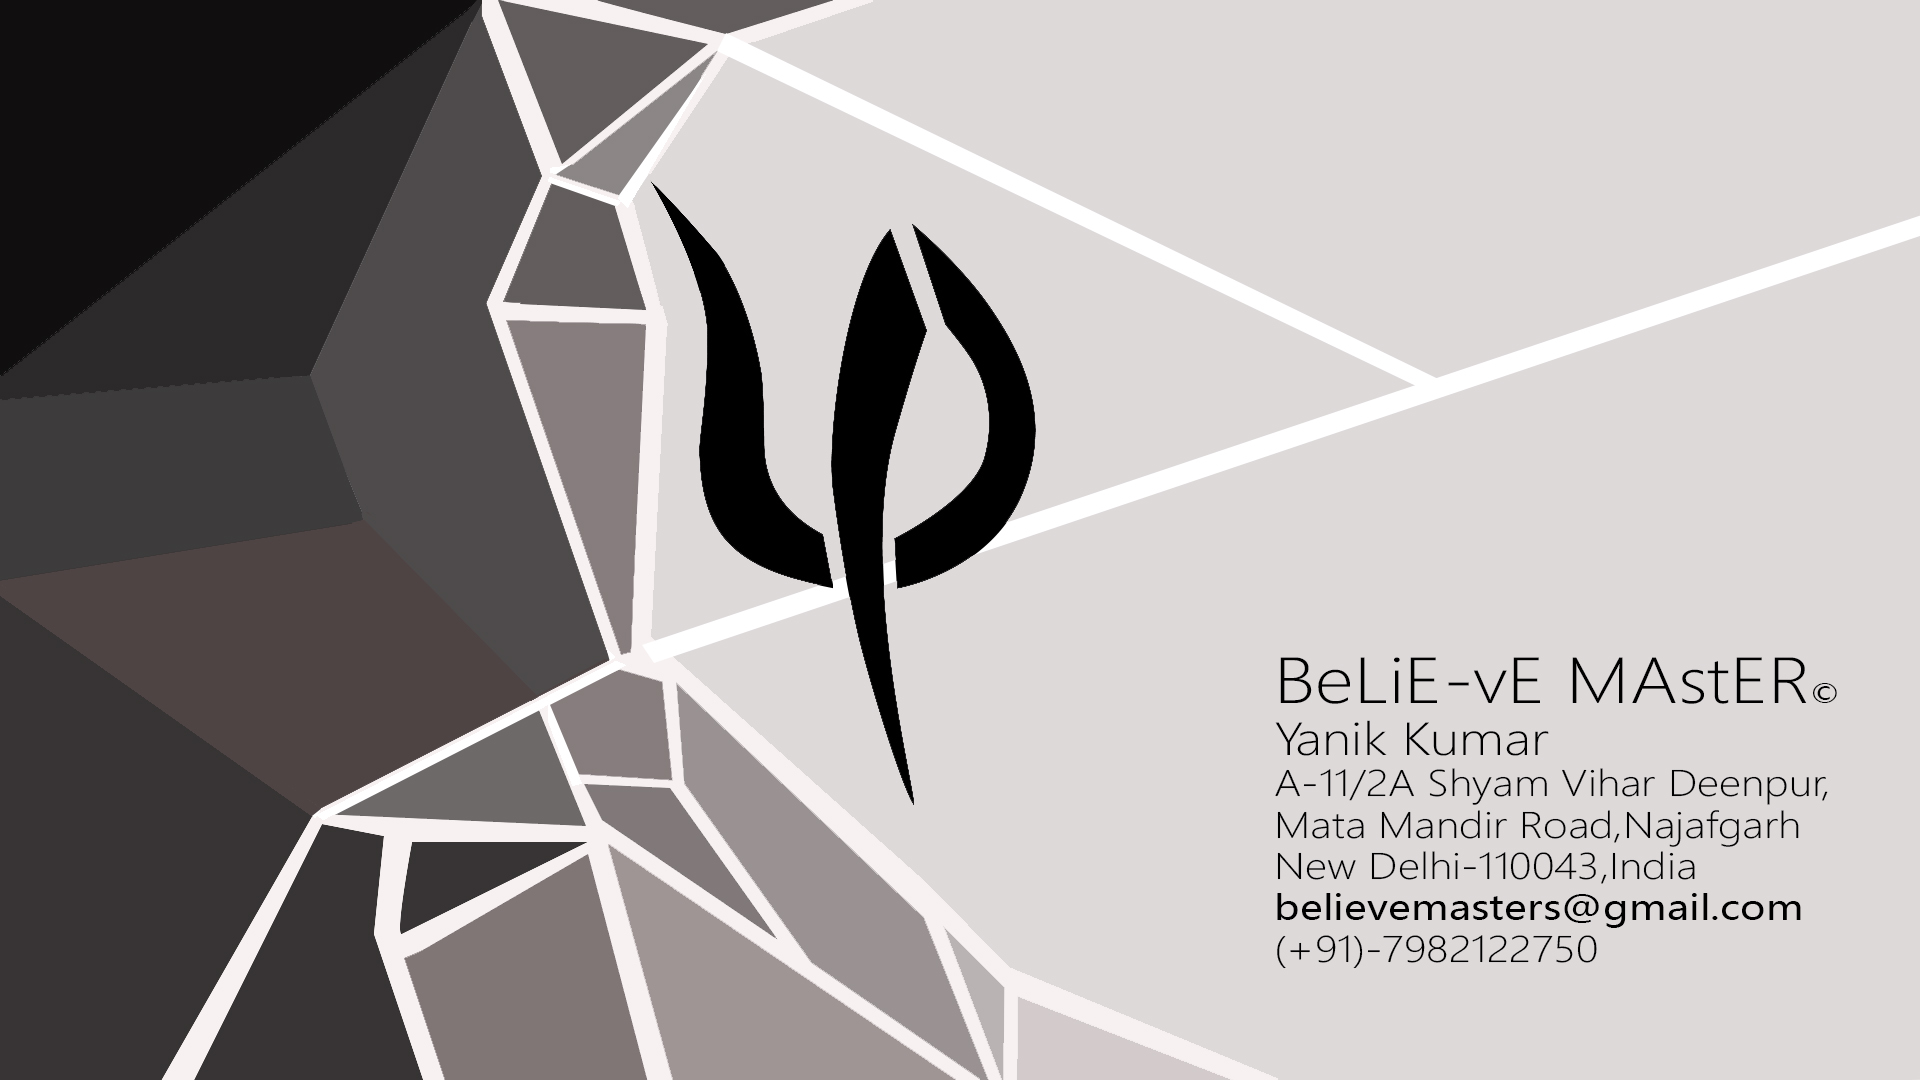 BeLiE-vE MAstER©
Yanik Kumar
A-11/2A Shyam Vihar Deenpur,
Mata Mandir Road,Najafgarh
New Delhi-110043,India
believemasters@gmail.com
(+91)-7982122750